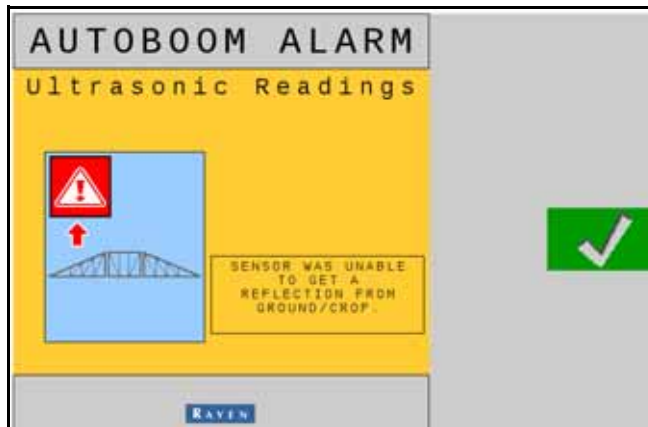 AUTOBOOM ALARM
Ultrasonic Readings
SENSOR WAS UNABLE
TO GET A
REFLECTION FROM
GROUND/CROP.
RAVEN